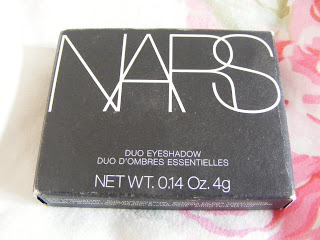 NARS
DUO EYESHADOW
DUO D'OMBRES ESSENTIELLES
NET WT. 0.14 Oz. 4g